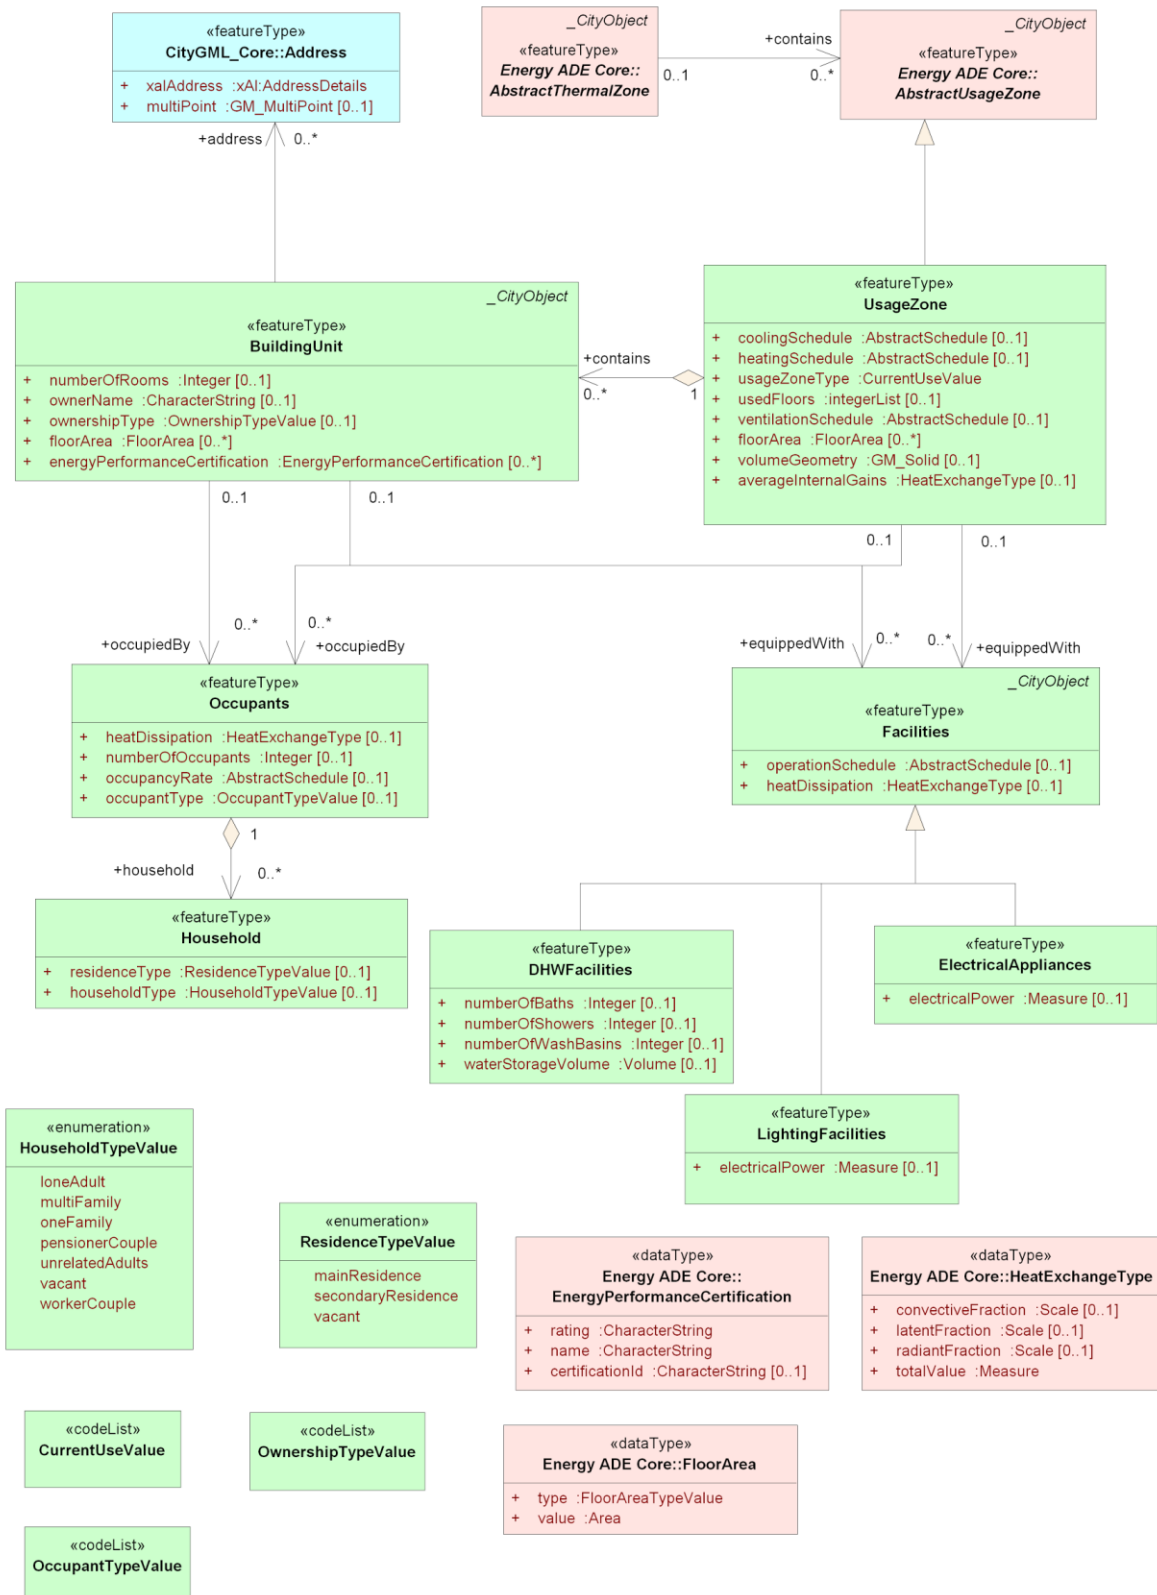 «featureType»
CityGML_Core::Address
+ xalAddress :xAl:AddressDetails
+ multiPoint :GM_MultiPoint [0..1]
_CityObject
«featureType»
Energy ADE Core::
AbstractThermalZone
+contains
0..1
0..*
_CityObject
«featureType»
Energy ADE Core::
AbstractUsageZone
+address
0..*
_CityObject
«featureType»
BuildingUnit
+ numberOfRooms :Integer [0..1]
+ ownerName :CharacterString [0..1]
+ ownershipType :OwnershipTypeValue [0..1]
+ floorArea :FloorArea [0..*]
+ energyPerformanceCertification :EnergyPerformanceCertification [0..*]
+contains
0..*
1
«featureType»
UsageZone
+ coolingSchedule :AbstractSchedule [0..1]
+ heatingSchedule :AbstractSchedule [0..1]
+ usageZoneType :CurrentUseValue
+ usedFloors :integerList [0..1]
+ ventilationSchedule :AbstractSchedule [0..1]
+ floorArea :FloorArea [0..*]
+ volumeGeometry :GM_Solid [0..1]
+ averageInternalGains :HeatExchangeType [0..1]
0..1
0..1
0..1
0..1
0..*
+occupiedBy
0..*
+occupiedBy
+equippedWith
0..*
0..*
+equippedWith
«featureType»
Occupants
+ heatDissipation :HeatExchangeType [0..1]
+ numberOfOccupants :Integer [0..1]
+ occupancyRate :AbstractSchedule [0..1]
+ occupantType :OccupantTypeValue [0..1]
_CityObject
«featureType»
Facilities
+ operationSchedule :AbstractSchedule [0..1]
+ heatDissipation :HeatExchangeType [0..1]
1
+household
0..*
«featureType»
Household
+ residenceType :ResidenceTypeValue [0..1]
+ householdType :HouseholdTypeValue [0..1]
«featureType»
DHWFacilities
+ numberOfBaths :Integer [0..1]
+ numberOfShowers :Integer [0..1]
+ numberOfWashBasins :Integer [0..1]
+ waterStorageVolume :Volume [0..1]
«featureType»
ElectricalAppliances
+ electricalPower :Measure [0..1]
«featureType»
LightingFacilities
+ electricalPower :Measure [0..1]
«enumeration»
HouseholdTypeValue
loneAdult
multiFamily
oneFamily
pensionerCouple
unrelatedAdults
vacant
workerCouple
«enumeration»
ResidenceTypeValue
mainResidence
secondaryResidence
vacant
«dataType»
Energy ADE Core::
EnergyPerformanceCertification
+ rating :CharacterString
+ name :CharacterString
+ certificationId :CharacterString [0..1]
«dataType»
Energy ADE Core::HeatExchangeType
+ convectiveFraction :Scale [0..1]
+ latentFraction :Scale [0..1]
+ radiantFraction :Scale [0..1]
+ totalValue :Measure
«codeList»
CurrentUseValue
«codeList»
OwnershipTypeValue
«dataType»
Energy ADE Core::FloorArea
+ type :FloorAreaTypeValue
+ value :Area
«codeList»
OccupantTypeValue